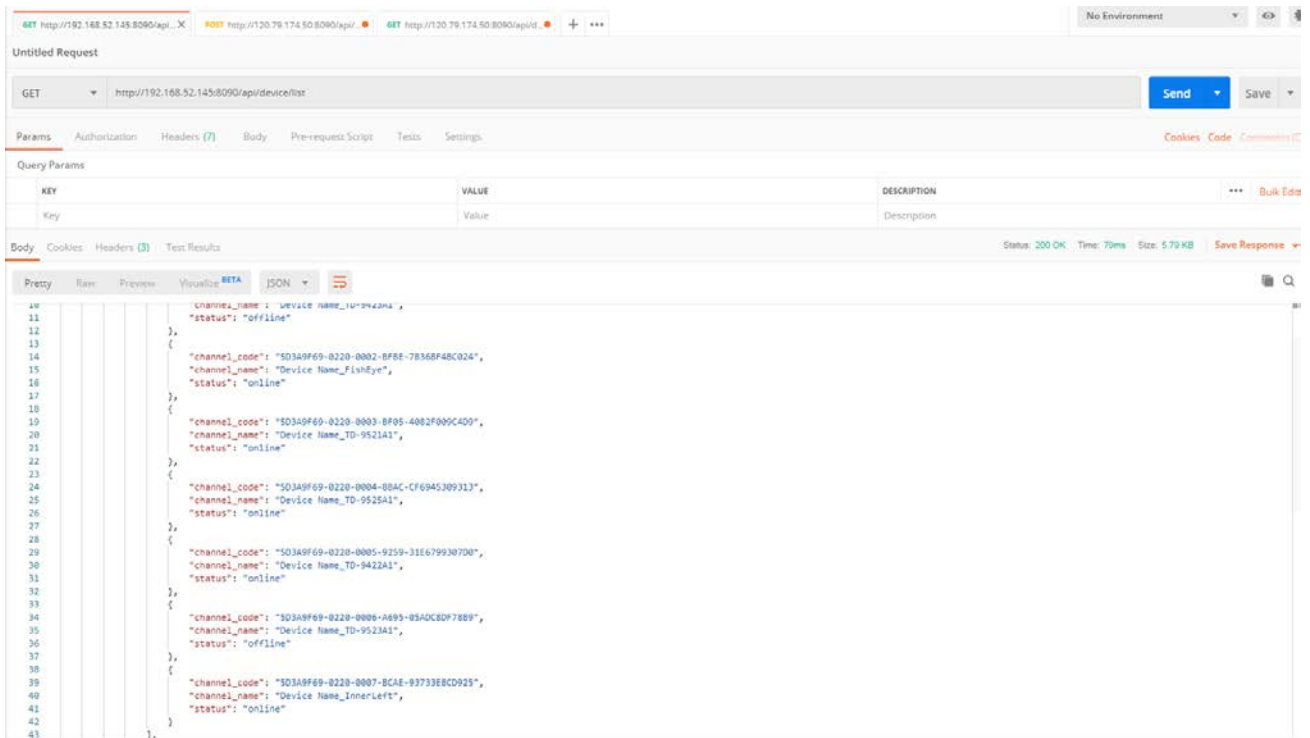 GET http://192.168.52.145:8090/api... X POST http://120.79.174.50:8090/api/... GET http://120.79.174.50:8090/api/d... + •••
No Environment
Untitled Request
GET http://192.168.52.145:8090/api/device/list Send Save
Params Authorization Headers (7) Body Pre-request Script Tests Settings Cookies Code
Query Params
KEY VALUE DESCRIPTION ••• Bulk Edit
Key Value Description
Body Cookies Headers (3) Test Results Status: 200 OK Time: 79ms Size: 5.79 KB Save Response
Pretty Raw Preview Visualize BETA JSON
10 "channel_name": "Device Name_TD-9423A1",
11 "status": "offline"
12 },
13 {
14 "channel_code": "5D3A9F69-0220-0002-BF8E-7B368F48C024",
15 "channel_name": "Device Name_FishEye",
16 "status": "online"
17 },
18 {
19 "channel_code": "5D3A9F69-0220-0003-BF05-4082F009C4D9",
20 "channel_name": "Device Name_TD-9521A1",
21 "status": "online"
22 },
23 {
24 "channel_code": "5D3A9F69-0220-0004-88AC-CF6945309313",
25 "channel_name": "Device Name_TD-9525A1",
26 "status": "online"
27 },
28 {
29 "channel_code": "5D3A9F69-0220-0005-9259-31E6799307D0",
30 "channel_name": "Device Name_TD-9422A1",
31 "status": "online"
32 },
33 {
34 "channel_code": "5D3A9F69-0220-0006-A695-05ADC8DF78B9",
35 "channel_name": "Device Name_TD-9523A1",
36 "status": "offline"
37 },
38 {
39 "channel_code": "5D3A9F69-0220-0007-BCAE-93733E8CD925",
40 "channel_name": "Device Name_InnerLeft",
41 "status": "online"
42 }
43 ],